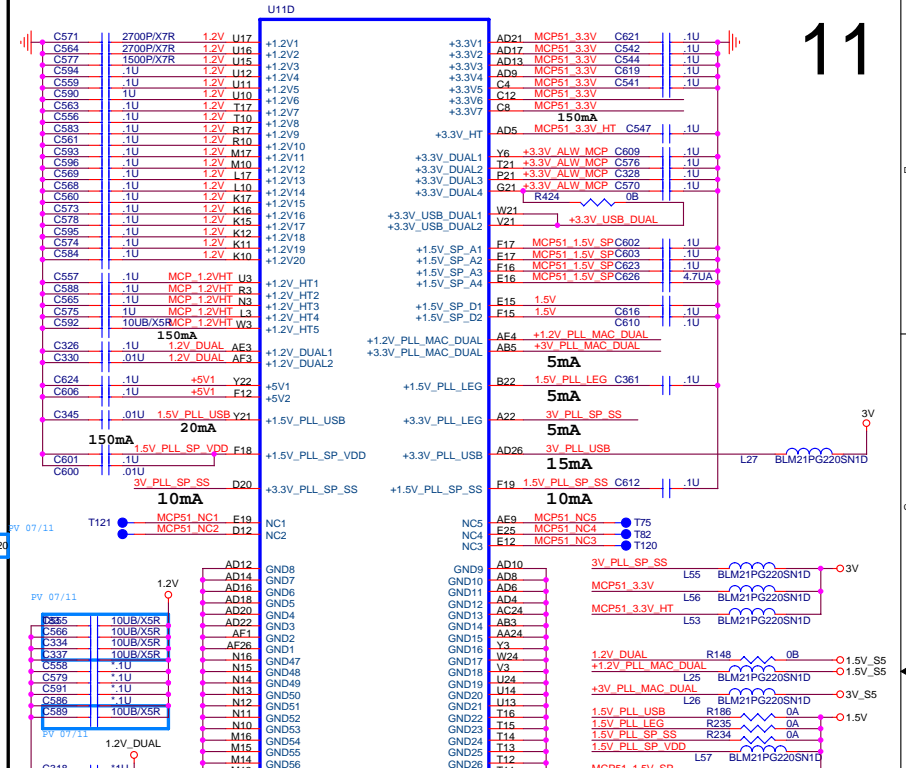 U11D
11
C571 2700P/X7R 1.2V U17 +1.2V1 +3.3V1 AD21 MCP51_3.3V C621 .1U
C564 2700P/X7R 1.2V U16 +1.2V2 +3.3V2 AD17 MCP51_3.3V C542 .1U
C577 1500P/X7R 1.2V U15 +1.2V3 +3.3V3 AD13 MCP51_3.3V C544 .1U
C594 .1U 1.2V U12 +1.2V4 +3.3V4 AD9 MCP51_3.3V C619 .1U
C559 .1U 1.2V U11 +1.2V5 +3.3V5 C4 MCP51_3.3V C541 .1U
C590 1U 1.2V U10 +1.2V6 +3.3V6 C12 MCP51_3.3V
C563 .1U 1.2V T17 +1.2V7 +3.3V7 C8 MCP51_3.3V
C556 .1U 1.2V T10 +1.2V8 150mA
C583 .1U 1.2V R17 +1.2V9 +3.3V_HT AD5 MCP51_3.3V_HT C547 .1U
C561 .1U 1.2V R10 +1.2V10
C593 .1U 1.2V M17 +1.2V11 +3.3V_DUAL1 Y6 +3.3V_ALW_MCP C609 .1U
C596 .1U 1.2V M10 +1.2V12 +3.3V_DUAL2 T21 +3.3V_ALW_MCP C576 .1U
C569 .1U 1.2V L17 +1.2V13 +3.3V_DUAL3 P21 +3.3V_ALW_MCP C328 .1U
C568 .1U 1.2V L10 +1.2V14 +3.3V_DUAL4 G21 +3.3V_ALW_MCP C570 .1U
C560 .1U 1.2V K17 +1.2V15 R424 0B
C573 .1U 1.2V K16 +1.2V16 +3.3V_USB_DUAL1 W21
C578 .1U 1.2V K15 +1.2V17 +3.3V_USB_DUAL2 V21 +3.3V_USB_DUAL
C595 .1U 1.2V K12 +1.2V18
C574 .1U 1.2V K11 +1.2V19 +1.5V_SP_A1 F17 MCP51_1.5V_SP C602 .1U
C584 .1U 1.2V K10 +1.2V20 +1.5V_SP_A2 E17 MCP51_1.5V_SP C603 .1U
+1.5V_SP_A3 F16 MCP51_1.5V_SP C623 .1U
C557 .1U MCP_1.2VHT U3 +1.2V_HT1 +1.5V_SP_A4 E16 MCP51_1.5V_SP C626 4.7UA
C588 .1U MCP_1.2VHT R3 +1.2V_HT2
C565 .1U MCP_1.2VHT N3 +1.2V_HT3 +1.5V_SP_D1 E15 1.5V
C575 1U MCP_1.2VHT L3 +1.2V_HT4 +1.5V_SP_D2 F15 1.5V C616 .1U
C592 10UB/X5R MCP_1.2VHT W3 +1.2V_HT5 C610 .1U
150mA +1.2V_PLL_MAC_DUAL AE4 +1.2V_PLL_MAC_DUAL
C326 .1U 1.2V_DUAL AE3 +1.2V_DUAL1 +3.3V_PLL_MAC_DUAL AB5 +3V_PLL_MAC_DUAL
C330 .01U 1.2V_DUAL AF3 +1.2V_DUAL2 5mA
C624 .1U +5V1 Y22 +5V1 +1.5V_PLL_LEG B22 1.5V_PLL_LEG C361 .1U
C606 .1U +5V1 F12 +5V2 5mA
C345 .01U 1.5V_PLL_USB Y21 +1.5V_PLL_USB +3.3V_PLL_LEG A22 3V_PLL_SP_SS 3V
20mA 5mA
150mA
1.5V_PLL_SP_VDD F18 +1.5V_PLL_SP_VDD +3.3V_PLL_USB AD26 3V_PLL_USB L27 BLM21PG220SN1D
C601 .1U 15mA
C600 .01U
3V_PLL_SP_SS D20 +3.3V_PLL_SP_SS +1.5V_PLL_SP_SS F19 1.5V_PLL_SP_SS C612 .1U
10mA 10mA
T121 MCP51_NC1 E19 NC1 NC5 AE9 MCP51_NC5 T75
PV 07/11 MCP51_NC2 D12 NC2 NC4 E25 MCP51_NC4 T82
20 NC3 E12 MCP51_NC3 T120
AD12 GND8 GND9 AD10 3V_PLL_SP_SS L55 BLM21PG220SN1D 3V
AD14 GND7 GND10 AD8
1.2V AD16 GND6 GND11 AD6 MCP51_3.3V L56 BLM21PG220SN1D
PV 07/11 AD18 GND5 GND12 AD4
AD20 GND4 GND13 AC24 MCP51_3.3V_HT L53 BLM21PG220SN1D
10UB/X5R AD22 GND3 GND14 AB3
C566 10UB/X5R AF1 GND2 GND15 AA24
C334 10UB/X5R AF26 GND1 GND16 Y3
C337 10UB/X5R N16 GND47 GND17 W24 1.2V_DUAL R148 0B 1.5V_S5
C558 *.1U N15 GND48 GND18 V3 +1.2V_PLL_MAC_DUAL L25 BLM21PG220SN1D 1.5V_S5
C579 *.1U N14 GND49 GND19 U24
C591 *.1U N13 GND50 GND20 U14 +3V_PLL_MAC_DUAL L26 BLM21PG220SN1D 3V_S5
C586 *.1U N12 GND51 GND21 U13
C589 10UB/X5R N11 GND52 GND22 T16 1.5V_PLL_USB R186 0A 1.5V
N10 GND53 GND23 T15 1.5V_PLL_LEG R235 0A
PV 07/11 M16 GND54 GND24 T14 1.5V_PLL_SP_SS R234 0A
1.2V_DUAL M15 GND55 GND25 T13 1.5V_PLL_SP_VDD L57 BLM21PG220SN1D
M14 GND56 GND26 T12